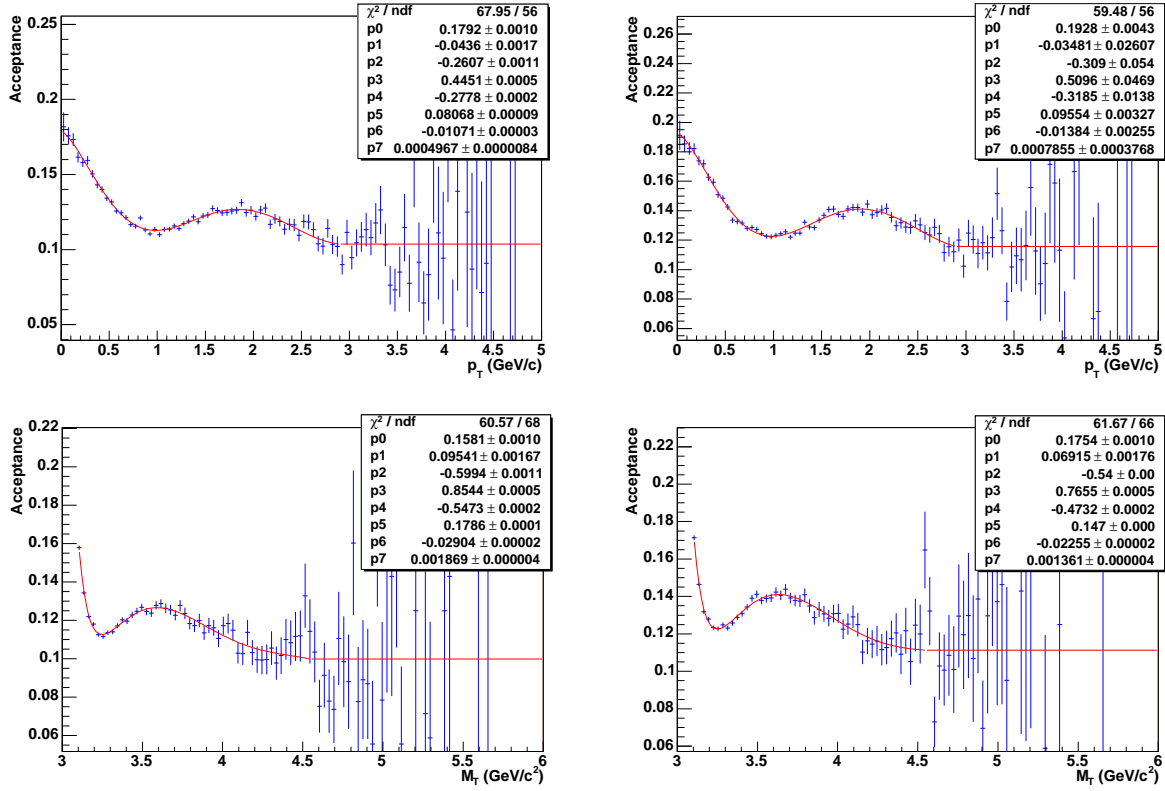 χ² / ndf 67.95 / 56
p0 0.1792 ± 0.0010
p1 -0.0436 ± 0.0017
p2 -0.2607 ± 0.0011
p3 0.4451 ± 0.0005
p4 -0.2778 ± 0.0002
p5 0.08068 ± 0.00009
p6 -0.01071 ± 0.00003
p7 0.0004967 ± 0.0000084
Acceptance
0.25
0.2
0.15
0.1
0.05
0 0.5 1 1.5 2 2.5 3 3.5 4 4.5 5
p_T (GeV/c)
χ² / ndf 59.48 / 56
p0 0.1928 ± 0.0043
p1 -0.03481 ± 0.02607
p2 -0.309 ± 0.054
p3 0.5096 ± 0.0469
p4 -0.3185 ± 0.0138
p5 0.09554 ± 0.00327
p6 -0.01384 ± 0.00255
p7 0.0007855 ± 0.0003768
Acceptance
0.26
0.24
0.22
0.2
0.18
0.16
0.14
0.12
0.1
0.08
0.06
0 0.5 1 1.5 2 2.5 3 3.5 4 4.5 5
p_T (GeV/c)
χ² / ndf 60.57 / 68
p0 0.1581 ± 0.0010
p1 0.09541 ± 0.00167
p2 -0.5994 ± 0.0011
p3 0.8544 ± 0.0005
p4 -0.5473 ± 0.0002
p5 0.1786 ± 0.0001
p6 -0.02904 ± 0.00002
p7 0.001869 ± 0.000004
Acceptance
0.22
0.2
0.18
0.16
0.14
0.12
0.1
0.08
0.06
3 3.5 4 4.5 5 5.5 6
M_T (GeV/c²)
χ² / ndf 61.67 / 66
p0 0.1754 ± 0.0010
p1 0.06915 ± 0.00176
p2 -0.54 ± 0.00
p3 0.7655 ± 0.0005
p4 -0.4732 ± 0.0002
p5 0.147 ± 0.000
p6 -0.02255 ± 0.00002
p7 0.001361 ± 0.000004
Acceptance
0.22
0.2
0.18
0.16
0.14
0.12
0.1
0.08
0.06
3 3.5 4 4.5 5 5.5 6
M_T (GeV/c²)